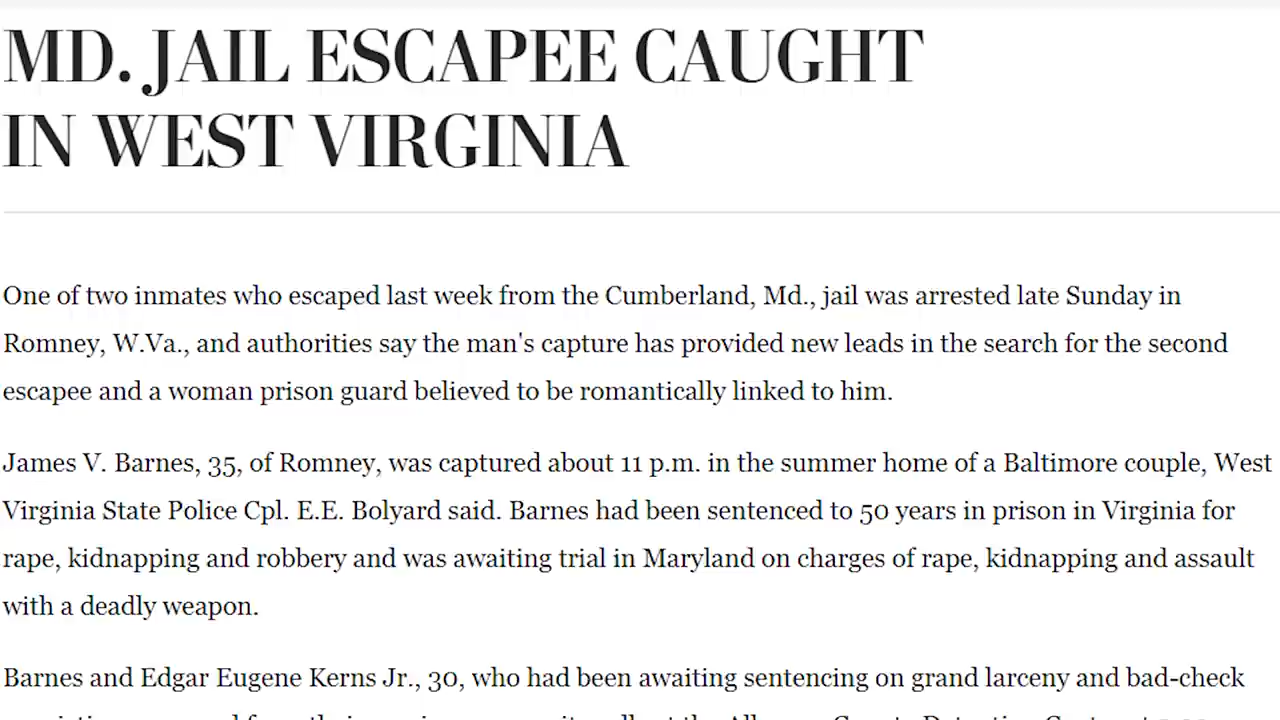 MD. JAIL ESCAPEE CAUGHT
IN WEST VIRGINIA
One of two inmates who escaped last week from the Cumberland, Md., jail was arrested late Sunday in
Romney, W.Va., and authorities say the man's capture has provided new leads in the search for the second
escapee and a woman prison guard believed to be romantically linked to him.
James V. Barnes, 35, of Romney, was captured about 11 p.m. in the summer home of a Baltimore couple, West
Virginia State Police Cpl. E.E. Bolyard said. Barnes had been sentenced to 50 years in prison in Virginia for
rape, kidnapping and robbery and was awaiting trial in Maryland on charges of rape, kidnapping and assault
with a deadly weapon.
Barnes and Edgar Eugene Kerns Jr., 30, who had been awaiting sentencing on grand larceny and bad-check